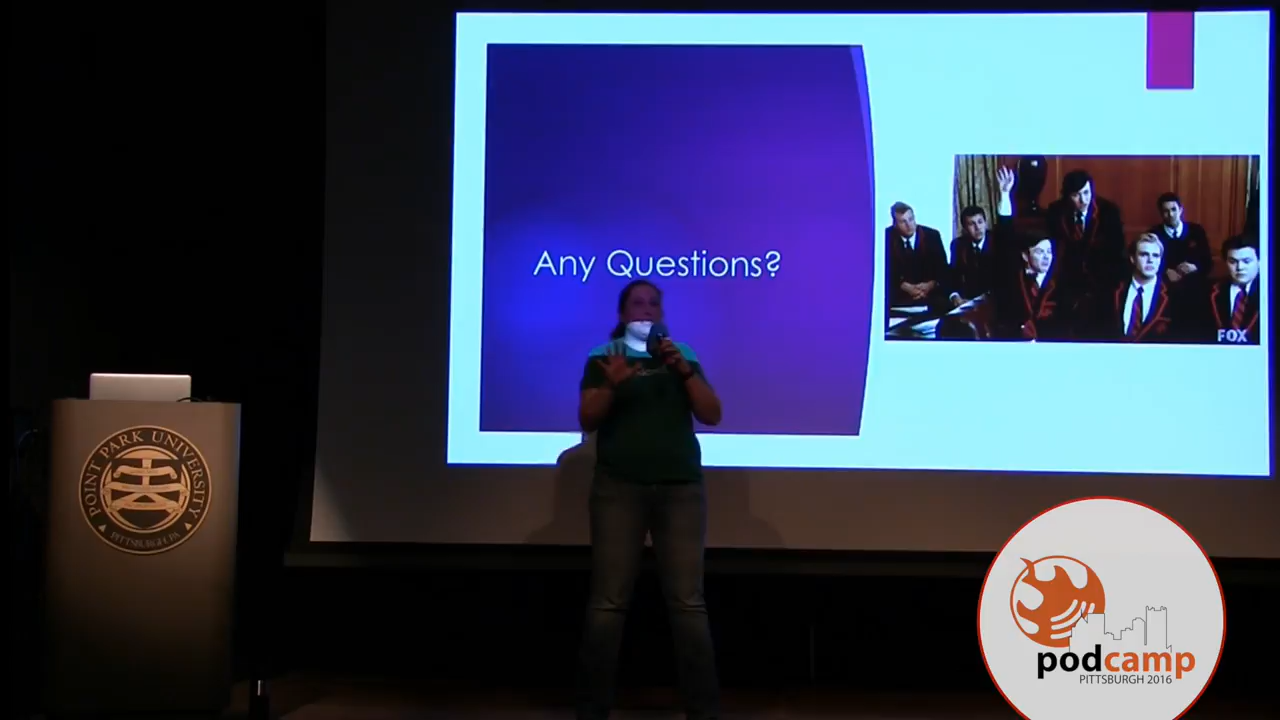 Any Questions?
FOX
POINT PARK UNIVERSITY
PITTSBURGH, PA
podcamp
PITTSBURGH 2016